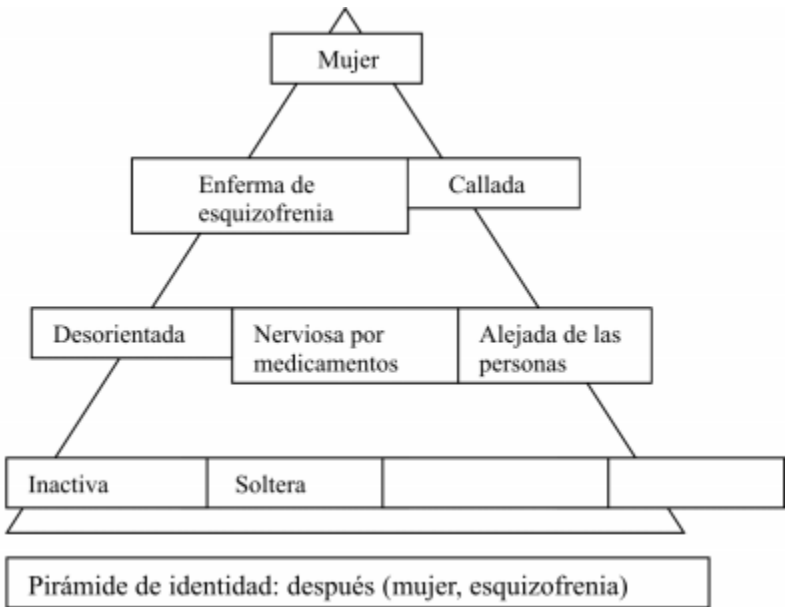 Mujer
Enferma de
esquizofrenia
Callada
Desorientada
Nerviosa por
medicamentos
Alejada de las
personas
Inactiva
Soltera
Pirámide de identidad: después (mujer, esquizofrenia)